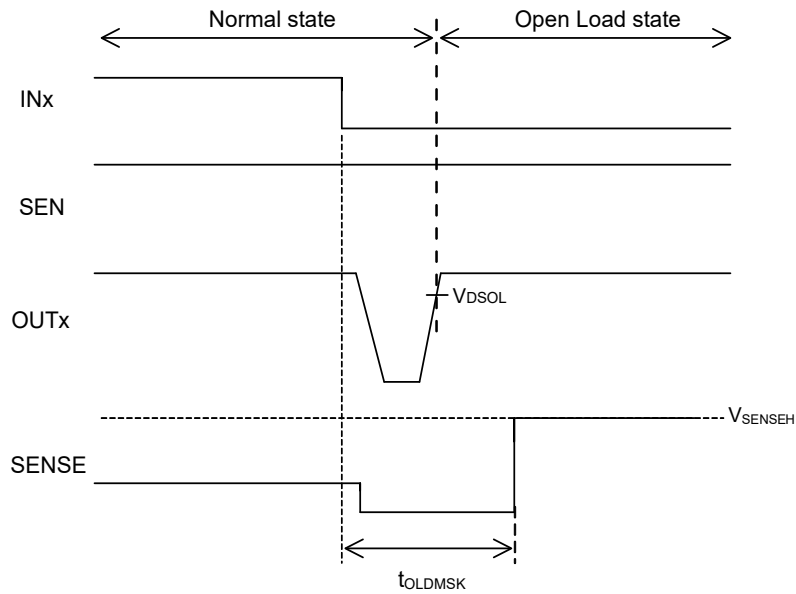 Normal state
Open Load state
INx
SEN
VDSOL
OUTx
VSENSEH
SENSE
tOLDMSK